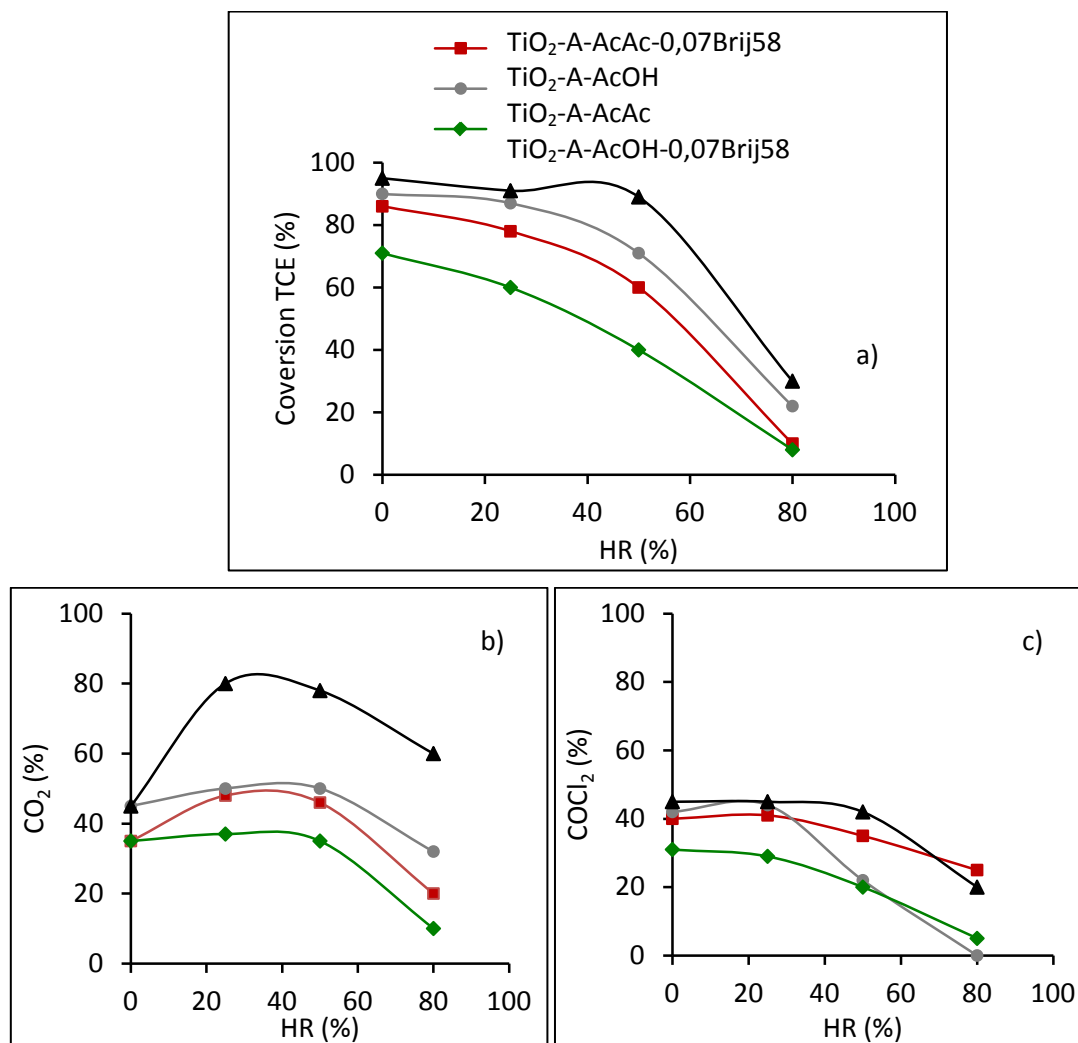 TiO₂-A-AcAc-0,07Brij58
TiO₂-A-AcOH
TiO₂-A-AcAc
TiO₂-A-AcOH-0,07Brij58
100
80
60
40
20
0
Coversion TCE (%)
a)
0 20 40 60 80 100
HR (%)
100
80
60
40
20
0
CO₂ (%)
b)
0 20 40 60 80 100
HR (%)
100
80
60
40
20
0
COCl₂ (%)
c)
0 20 40 60 80 100
HR (%)